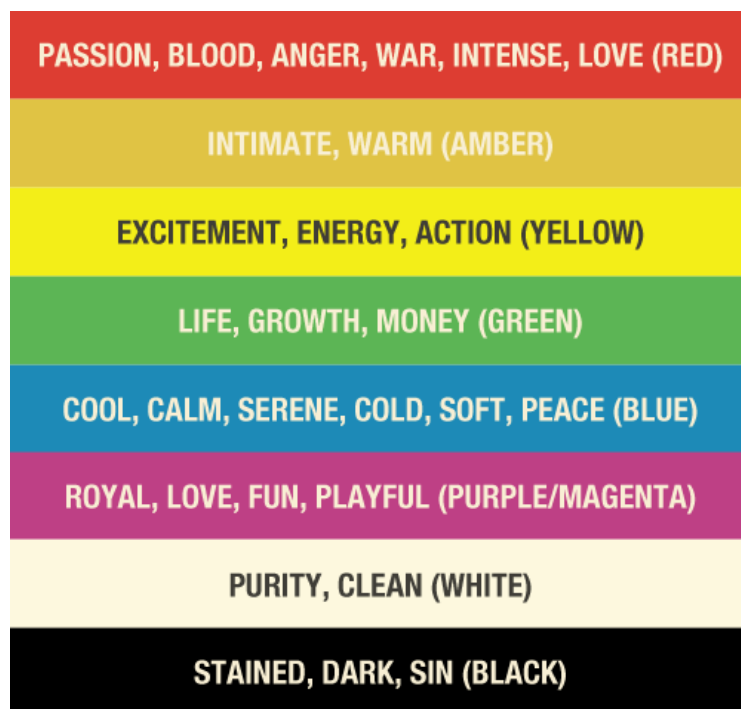 PASSION, BLOOD, ANGER, WAR, INTENSE, LOVE (RED)
INTIMATE, WARM (AMBER)
EXCITEMENT, ENERGY, ACTION (YELLOW)
LIFE, GROWTH, MONEY (GREEN)
COOL, CALM, SERENE, COLD, SOFT, PEACE (BLUE)
ROYAL, LOVE, FUN, PLAYFUL (PURPLE/MAGENTA)
PURITY, CLEAN (WHITE)
STAINED, DARK, SIN (BLACK)